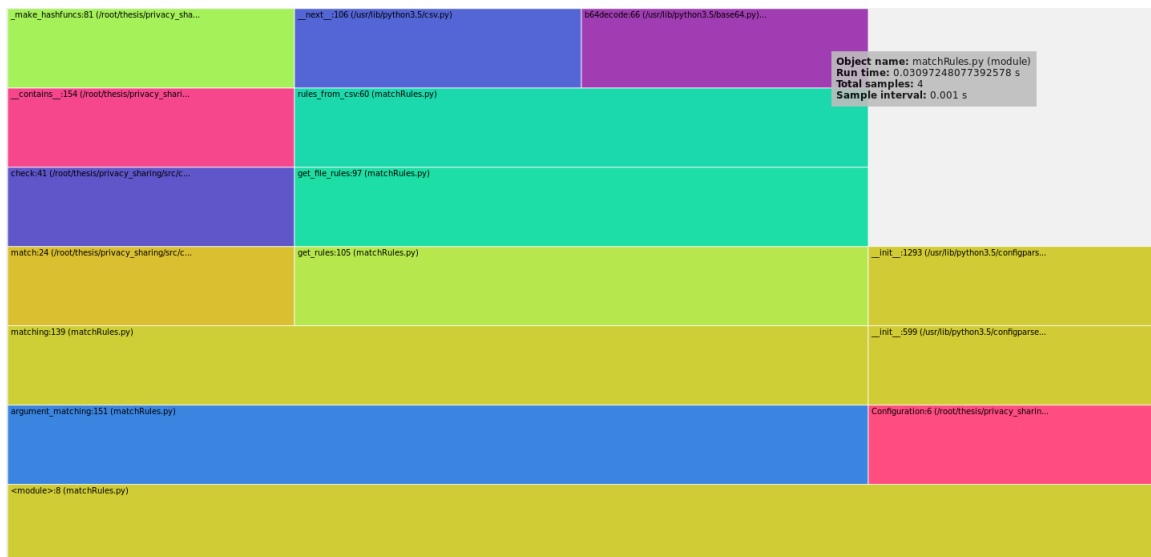 _make_hashfuncs:81 (/root/thesis/privacy_sha...
__next__:106 (/usr/lib/python3.5/csv.py)
b64decode:66 (/usr/lib/python3.5/base64.py)...
Object name: matchRules.py (module)
Run time: 0.03097248077392578 s
Total samples: 4
Sample interval: 0.001 s
__contains__:154 (/root/thesis/privacy_shari...
rules_from_csv:60 (matchRules.py)
check:41 (/root/thesis/privacy_sharing/src/c...
get_file_rules:97 (matchRules.py)
match:24 (/root/thesis/privacy_sharing/src/c...
get_rules:105 (matchRules.py)
__init__:1293 (/usr/lib/python3.5/configpars...
matching:139 (matchRules.py)
__init__:599 (/usr/lib/python3.5/configparse...
argument_matching:151 (matchRules.py)
Configuration:6 (/root/thesis/privacy_sharin...
<module>:8 (matchRules.py)